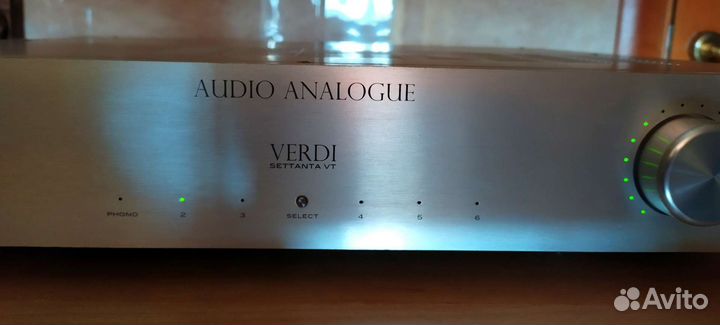 AUDIO ANALOGUE
VERDI
SETTANTA VT
PHONO 2 3 SELECT 4 5 6
Avito